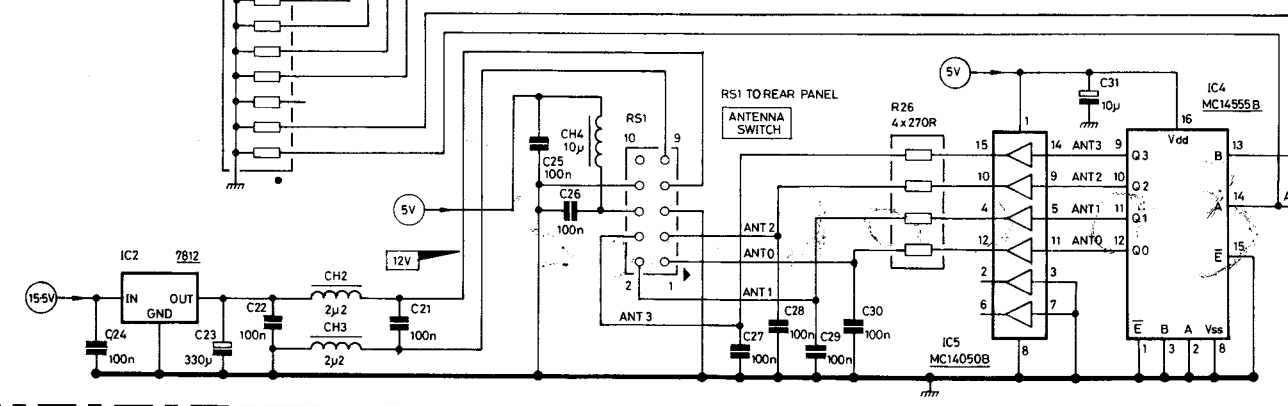 RS1 TO REAR PANEL
ANTENNA
SWITCH
5V
C31
10µ
IC4
MC14555B
R26
4x270R
1
16
Vdd
RS1
10
9
CH4
10µ
C25
100n
C26
100n
15
14
ANT3
9
Q3
B
13
10
9
ANT2
10
Q2
A
14
4
5
ANT1
11
Q1
12
11
ANT0
12
Q0
E
15
2
3
6
7
5V
12V
ANT 2
ANT0
2
1
ANT 1
ANT 3
IC2
7812
15·5V
IN
OUT
GND
CH2
2µ2
CH3
2µ2
C24
100n
C23
330µ
C22
100n
C21
100n
C28
100n
C30
100n
C27
100n
C29
100n
IC5
MC14050B
8
E
B
A
Vss
1
3
2
8